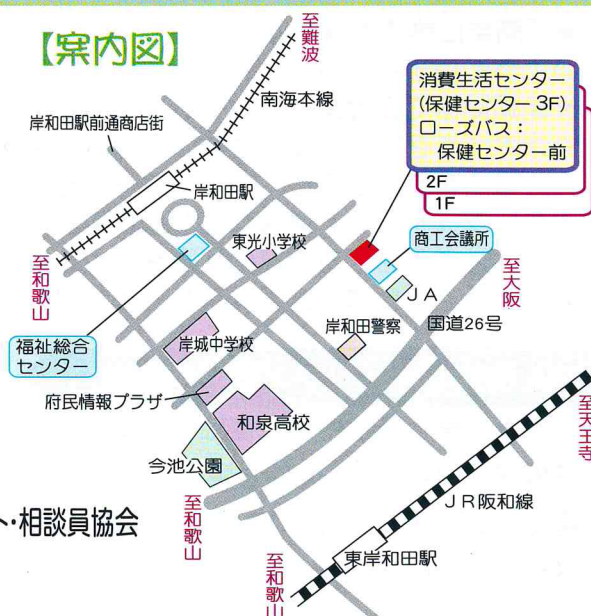 【案内図】
至難波
南海本線
岸和田駅前通商店街
岸和田駅
消費生活センター
(保健センター3F)
ローズバス：
保健センター前
2F
1F
東光小学校
商工会議所
至和歌山
至大阪
JA
国道26号
岸和田警察
福祉総合
センター
岸城中学校
府民情報プラザ
和泉高校
今池公園
至天王寺
JR阪和線
ト・相談員協会
至和歌山
東岸和田駅
至和歌山